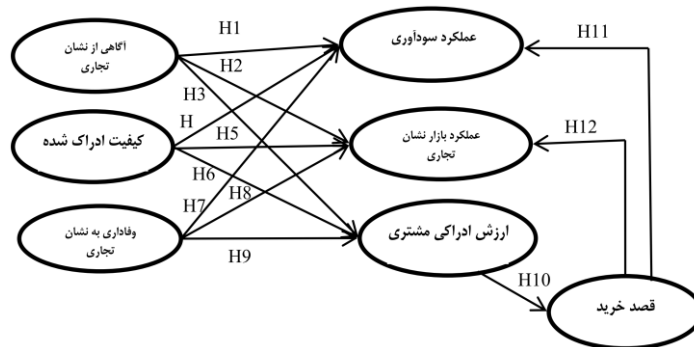 H1
عملکرد سودآوری
H11
آگاهی از نشان
تجاری
H2
H3
H
کیفیت ادراک شده
H5
عملکرد بازار نشان
تجاری
H12
H6
H7
H8
وفاداری به نشان
تجاری
H9
ارزش ادراکی مشتری
H10
قصد خرید